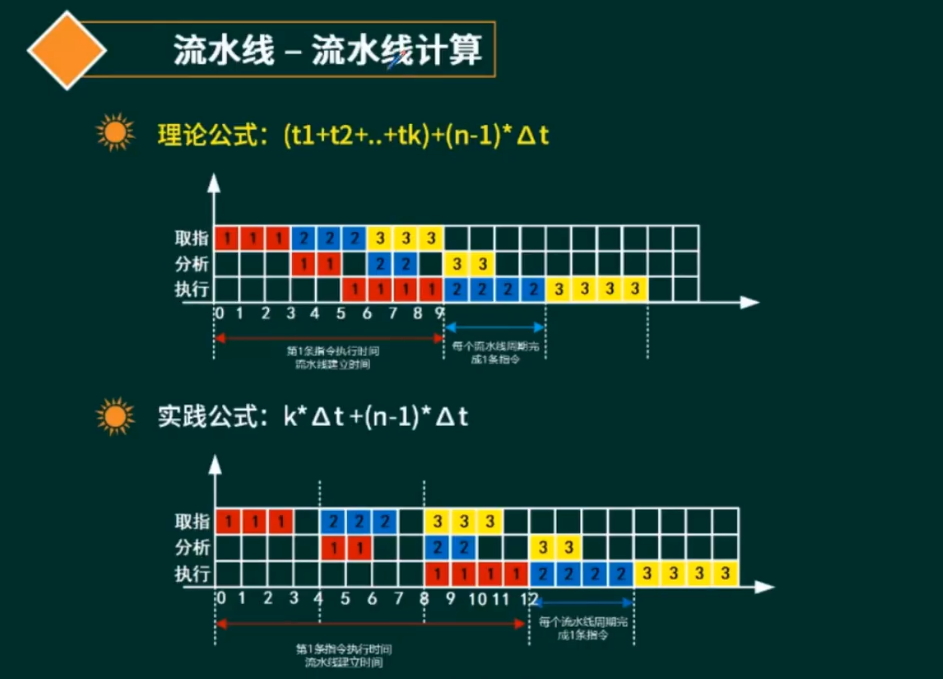 流水线 – 流水线计算
理论公式：(t1+t2+..+tk)+(n-1)*Δt
取指 1 1 1 2 2 2 3 3 3
分析 1 1 2 2 3 3
执行 1 1 1 1 2 2 2 2 3 3 3 3
0 1 2 3 4 5 6 7 8 9
第1条指令执行时间
流水线建立时间
每个流水线周期完
成1条指令
实践公式：k*Δt+(n-1)*Δt
取指 1 1 1 2 2 2 3 3 3
分析 1 1 2 2 3 3
执行 1 1 1 1 2 2 2 2 3 3 3 3
0 1 2 3 4 5 6 7 8 9 10 11 12
每个流水线周期完
成1条指令
第1条指令执行时间
流水线建立时间